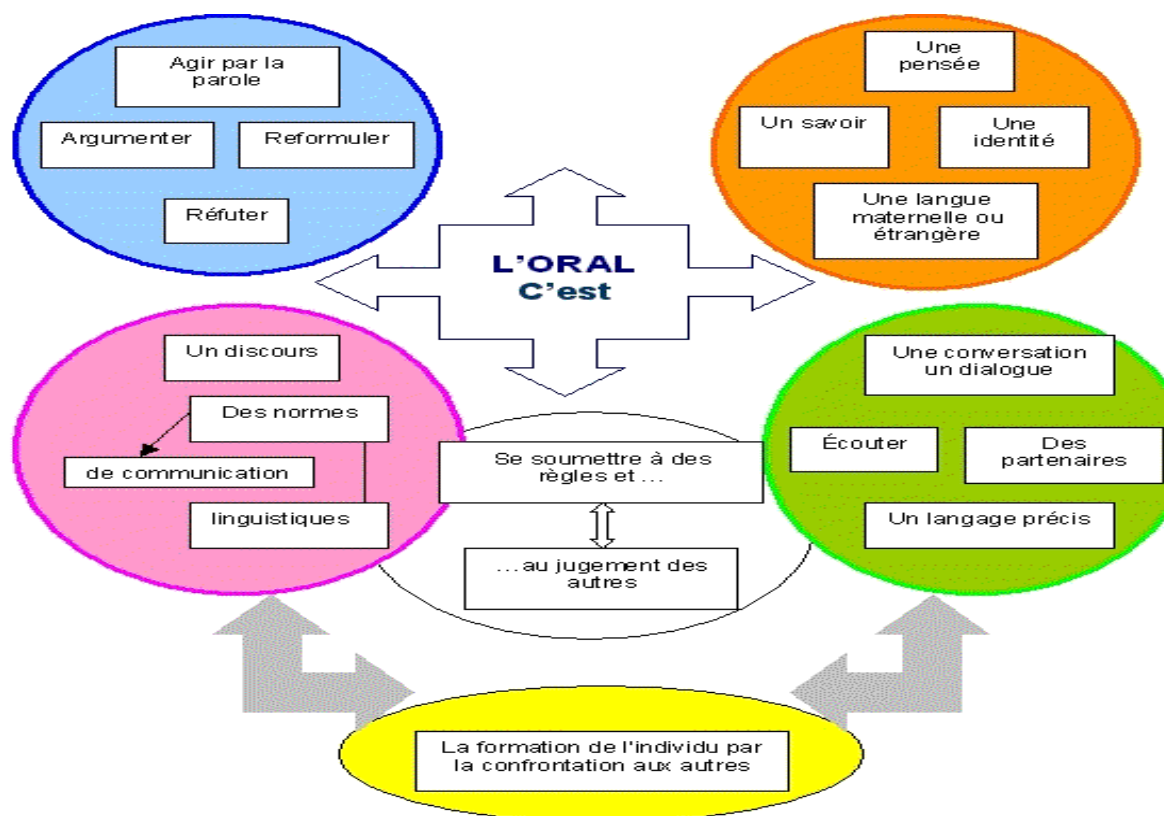 Agir par la
parole
Argumenter
Reformuler
Réfuter
Une
pensée
Un savoir
Une
identité
Une langue
maternelle ou
étrangère
L'ORAL
C'est
Un discours
Des normes
de communication
linguistiques
Se soumettre à des
règles et ...
...au jugement des
autres
Une conversation
un dialogue
Écouter
Des
partenaires
Un langage précis
La formation de l'individu par
la confrontation aux autres